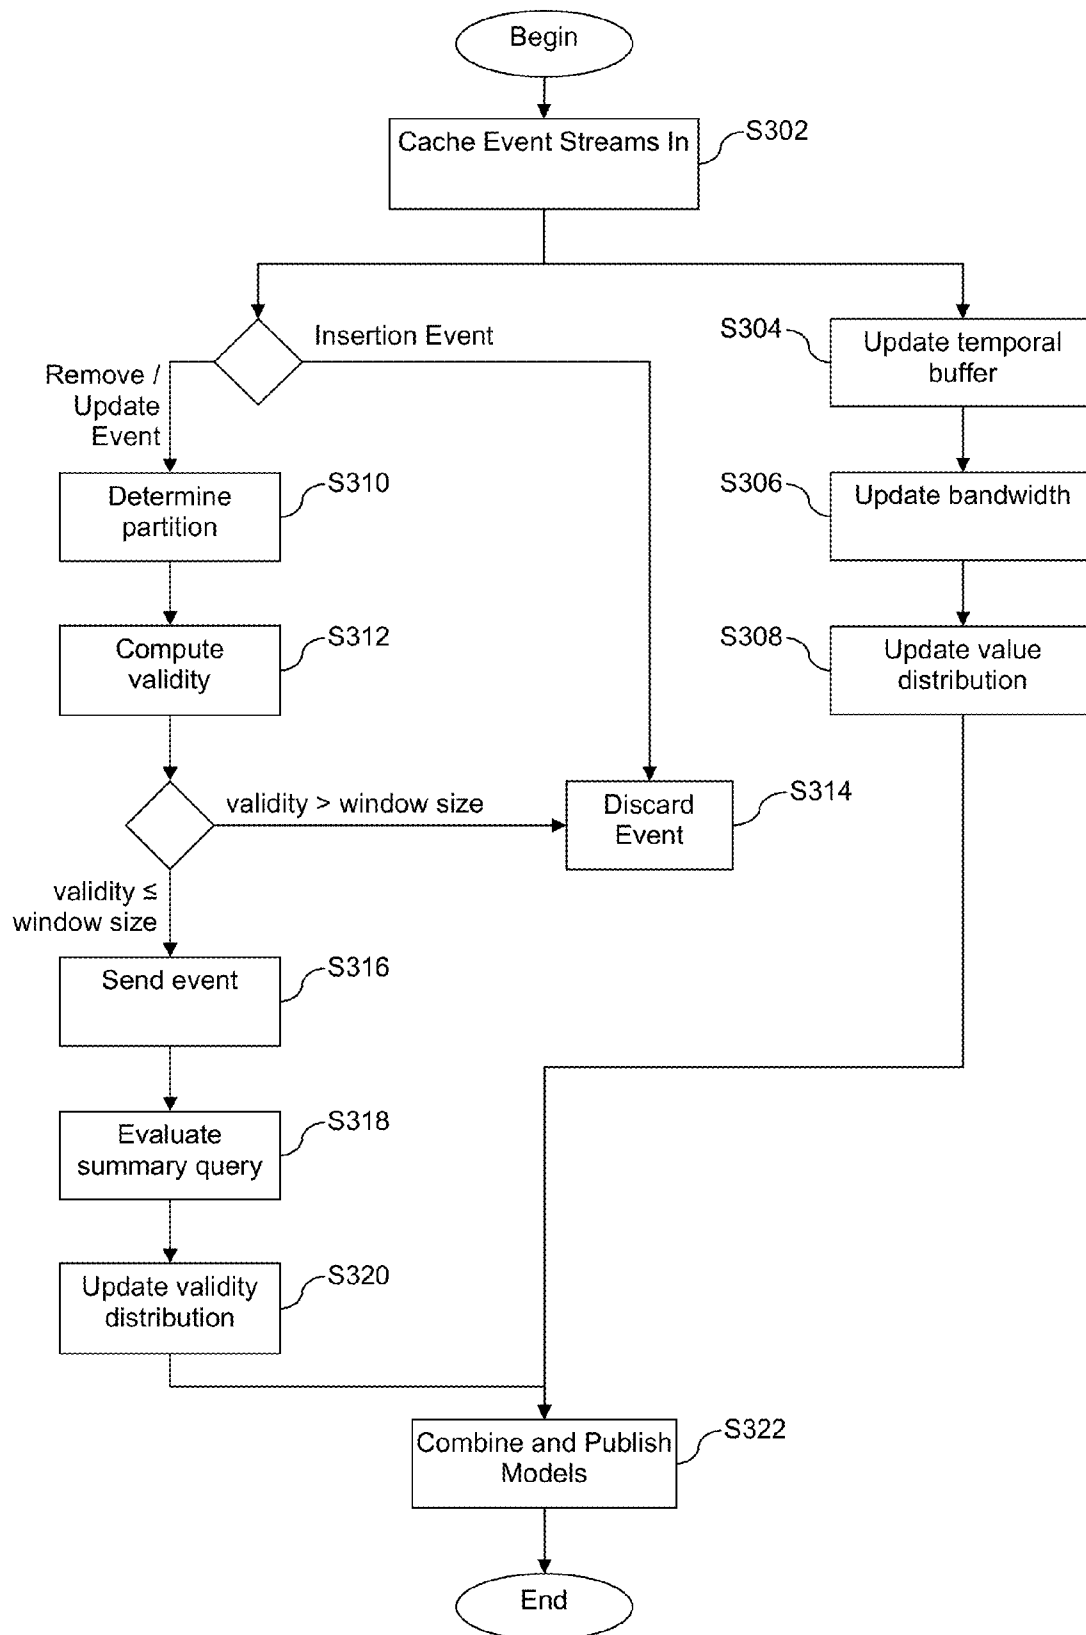 Begin
Cache Event Streams In
S302
Insertion Event
Remove /
Update
Event
S304
Update temporal
buffer
Determine
partition
S310
S306
Update bandwidth
Compute
validity
S312
S308
Update value
distribution
validity > window size
Discard
Event
S314
validity ≦
window size
Send event
S316
Evaluate
summary query
S318
Update validity
distribution
S320
Combine and Publish
Models
S322
End